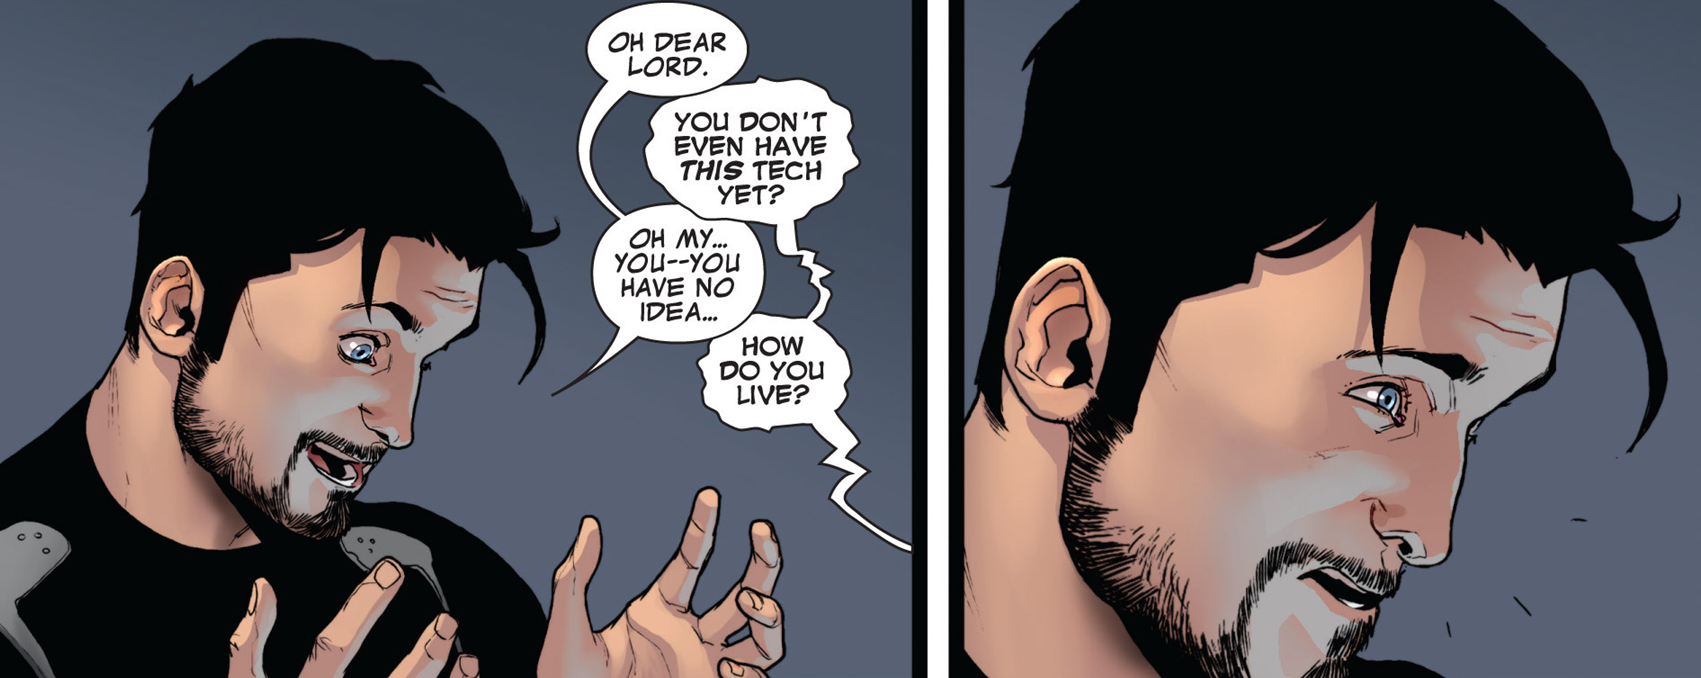 OH DEAR
LORD.
YOU DON'T
EVEN HAVE
THIS TECH
YET?
OH MY...
YOU--YOU
HAVE NO
IDEA...
HOW
DO YOU
LIVE?